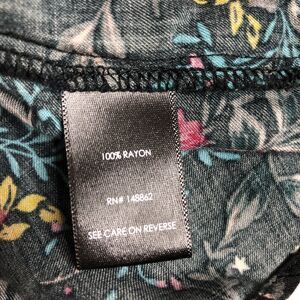 100% RAYON
RN# 148862
SEE CARE ON REVERSE